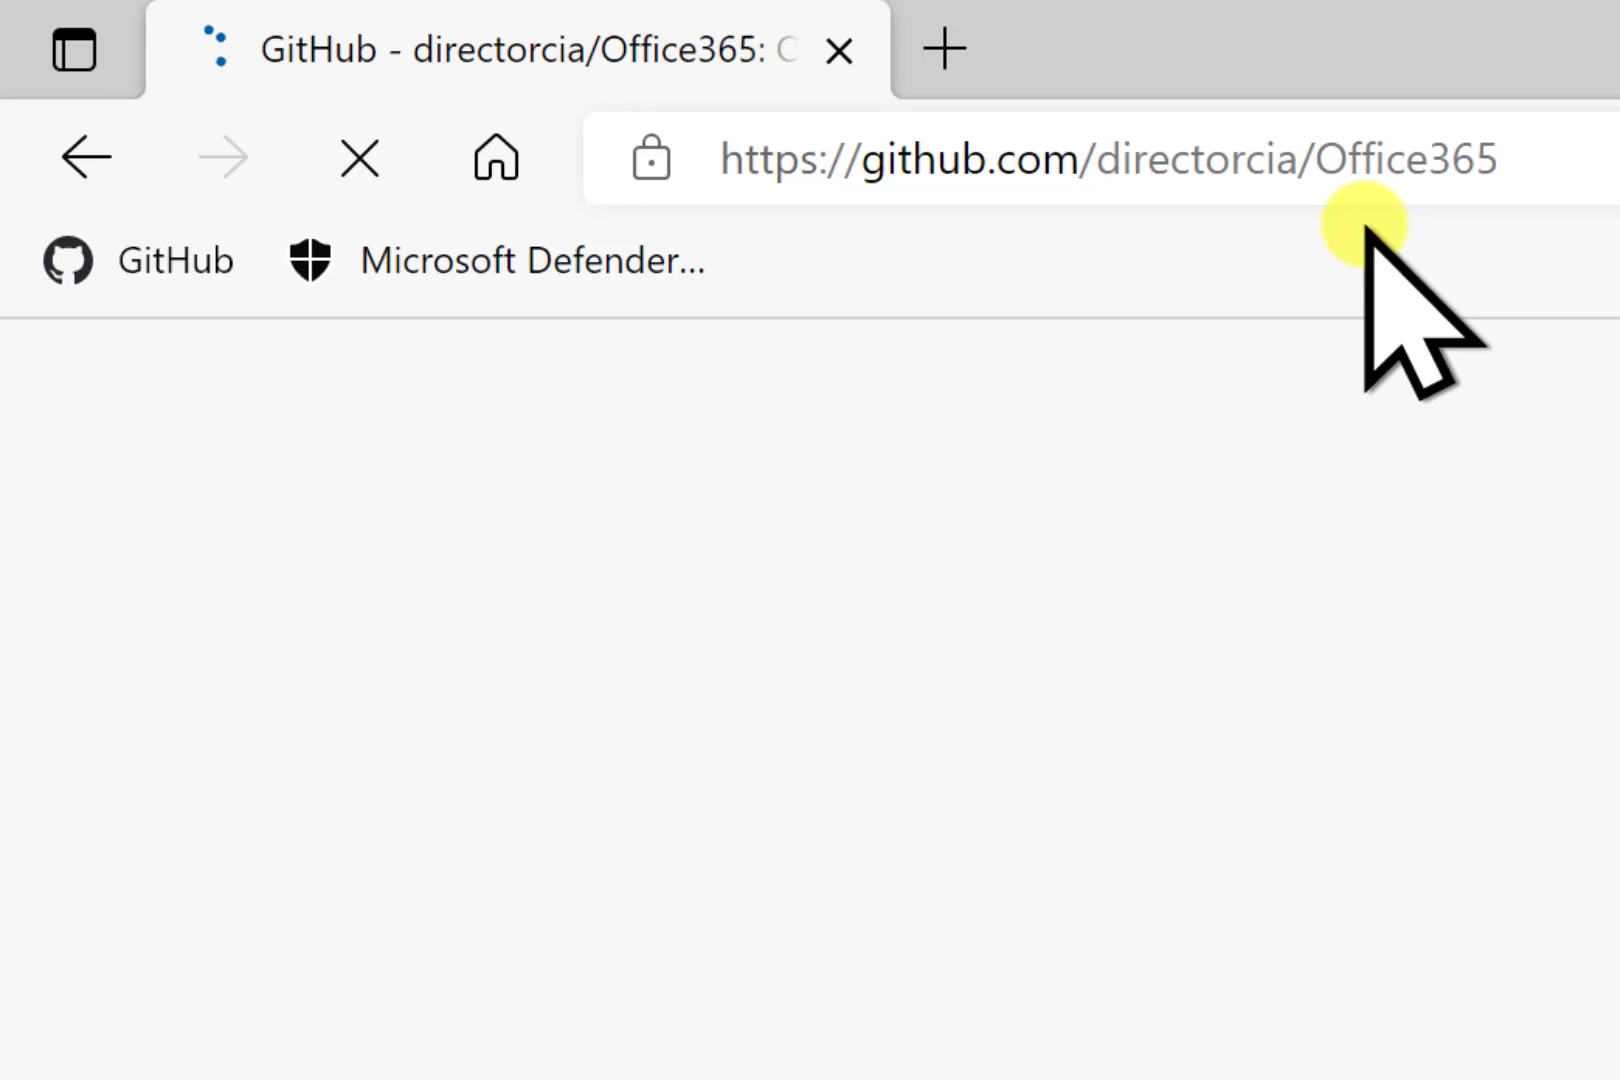 GitHub - directorcia/Office365: C
https://github.com/directorcia/Office365
GitHub
Microsoft Defender...